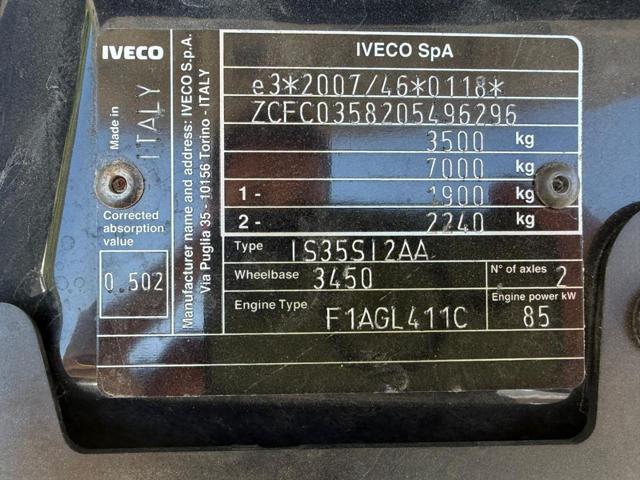 IVECO
Made in
ITALY
Corrected
absorption
value
0.502
Manufacturer name and address: IVECO S.p.A.
Via Puglia 35 - 10156 Torino - ITALY
IVECO SpA
e3*2007/46*0118*
ZCFC0358205496296
3500 kg
7000 kg
1- 1900 kg
2- 2240 kg
Type IS35SI2AA
Wheelbase 3450 N° of axles 2
Engine Type F1AGL411C Engine power kW 85